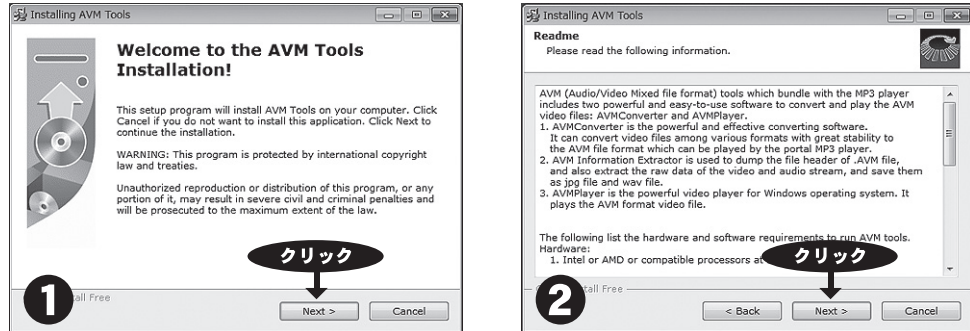 Installing AVM Tools
Welcome to the AVM Tools
Installation!
This setup program will install AVM Tools on your computer. Click
Cancel if you do not want to install this application. Click Next to
continue the installation.
WARNING: This program is protected by international copyright
law and treaties.
Unauthorized reproduction or distribution of this program, or any
portion of it, may result in severe civil and criminal penalties and
will be prosecuted to the maximum extent of the law.
クリック
1
Free
Next >
Cancel
Installing AVM Tools
Readme
Please read the following information.
AVM (Audio/Video Mixed file format) tools which bundle with the MP3 player
includes two powerful and easy-to-use software to convert and play the AVM
video files: AVMConverter and AVMPlayer.
1. AVMConverter is the powerful and effective converting software.
It can convert video files among various formats with great stability to
the AVM file format which can be played by the portal MP3 player.
2. AVM Information Extractor is used to dump the file header of .AVM file,
and also extract the raw data of the video and audio stream, and save them
as jpg file and wav file.
3. AVMPlayer is the powerful video player for Windows operating system. It
plays the AVM format video file.
The following list the hardware and software requirements to run AVM tools.
Hardware:
1. Intel or AMD or compatible processors at
クリック
2
Free
< Back
Next >
Cancel